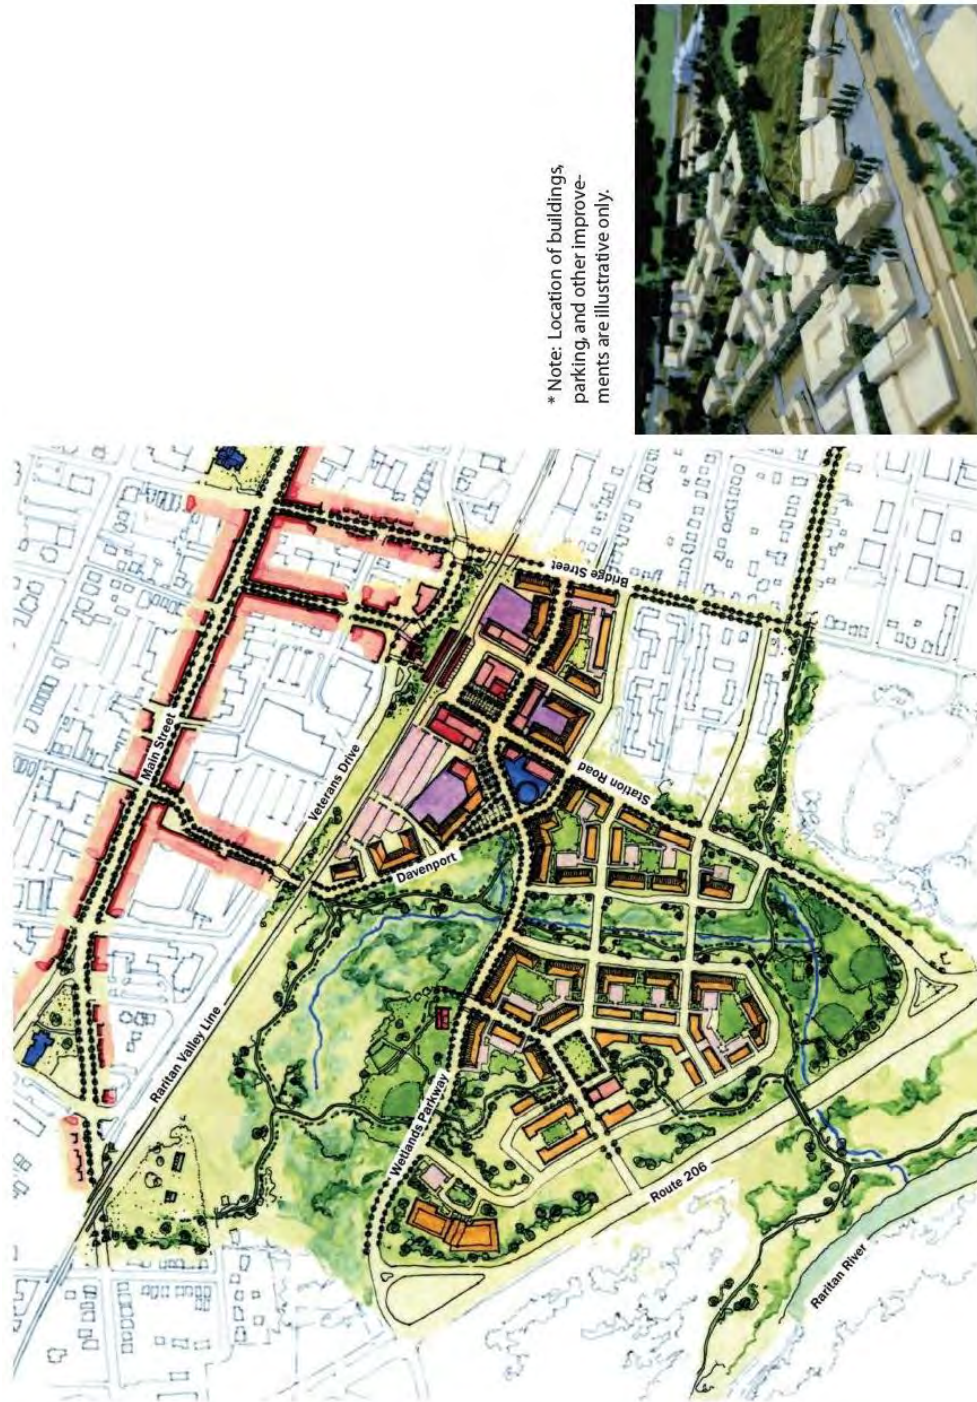 * Note: Location of buildings,
parking, and other improve-
ments are illustrative only.
Main Street
Veterans Drive
Bridge Street
Station Road
Davenport
Raritan Valley Line
Wetlands Parkway
Route 206
Raritan River